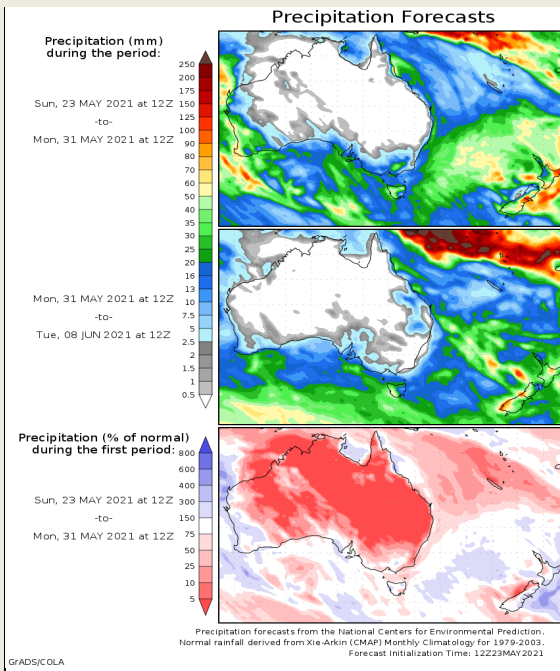 Precipitation Forecasts
Precipitation (mm)
during the period:
Sun, 23 MAY 2021 at 12Z
-to-
Mon, 31 MAY 2021 at 12Z
250
200
175
150
125
100
90
80
70
60
50
40
35
30
25
20
16
13
10
7.5
5
2.5
2
1.5
1
0.5
Mon, 31 MAY 2021 at 12Z
-to-
Tue, 08 JUN 2021 at 12Z
Precipitation (% of normal)
during the first period:
Sun, 23 MAY 2021 at 12Z
-to-
Mon, 31 MAY 2021 at 12Z
800
600
400
300
150
75
50
25
10
5
Precipitation forecasts from the National Centers for Environmental Prediction.
Normal rainfall derived from Xie-Arkin (CMAP) Monthly Climatology for 1979-2003.
Forecast Initialization Time: 12Z23MAY2021
GrADS/COLA